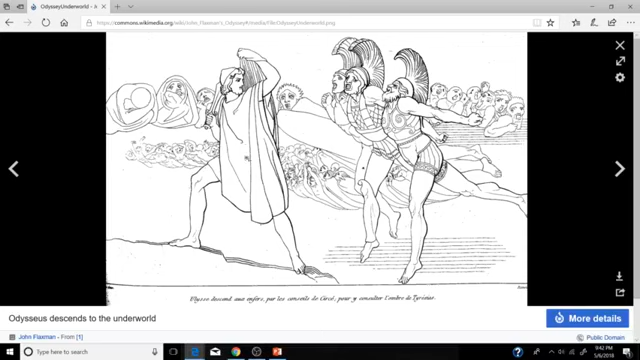 OdysseyUnderworld - A
https://commons.wikimedia.org/wiki/John_Flaxman's_Odyssey#/media/File:OdysseyUnderworld.png
Ulysse descend aux enfers, par les conseils de Circé, pour y consulter l'ombre de Tyrésias.
Odysseus descends to the underworld
More details
John Flaxman - From [1]
Public Domain
Type here to search
9:42 PM
5/6/2018